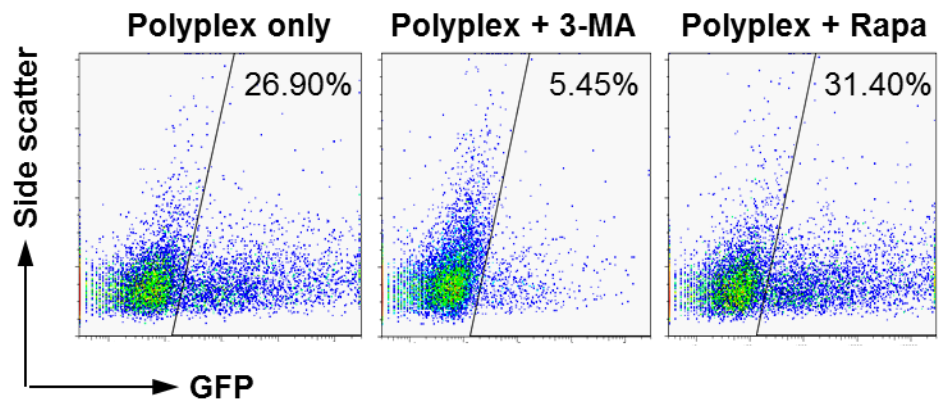 Polyplex only
Polyplex + 3-MA
Polyplex + Rapa
26.90%
5.45%
31.40%
Side scatter
GFP